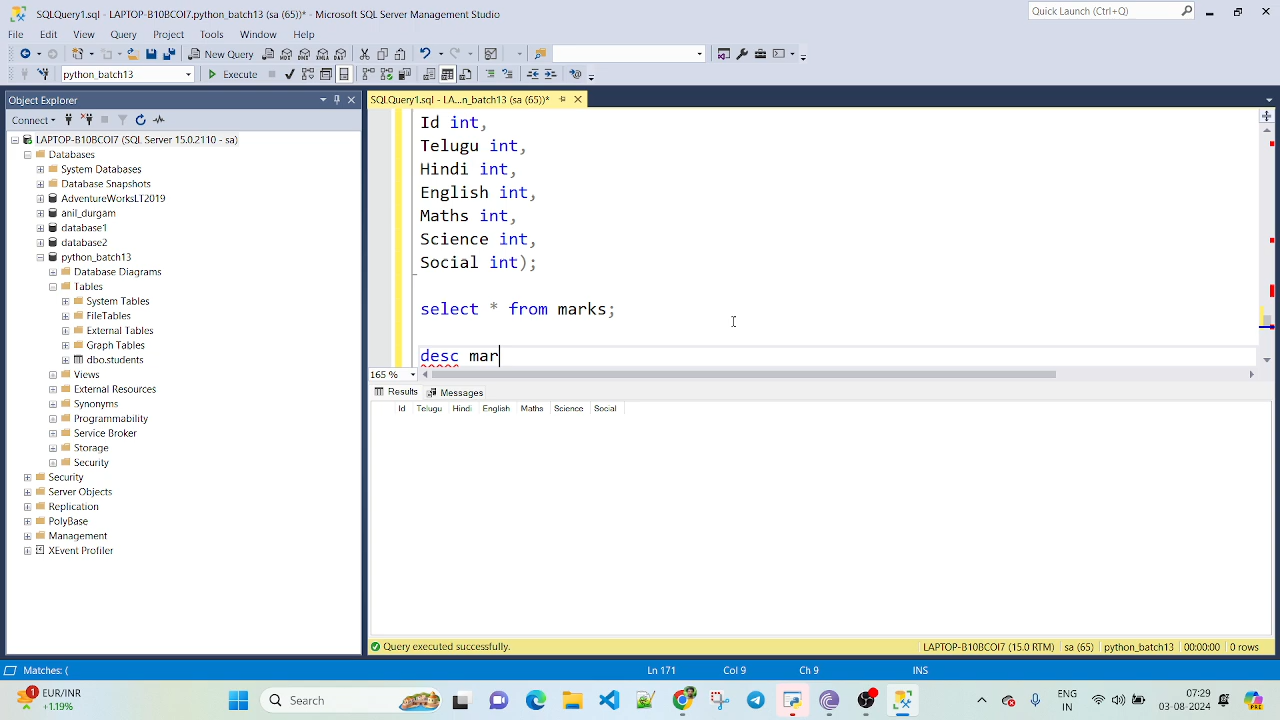 SQLQuery1.sql - LAPTOP-B10BCOI7.python_batch13 (sa (65))* - Microsoft SQL Server Management Studio
Quick Launch (Ctrl+Q)
File Edit View Query Project Tools Window Help
New Query
python_batch13 Execute
Object Explorer
SQLQuery1.sql - LA...n_batch13 (sa (65))*
Connect
LAPTOP-B10BCOI7 (SQL Server 15.0.2110 - sa)
Databases
System Databases
Database Snapshots
AdventureWorksLT2019
anil_durgam
database1
database2
python_batch13
Database Diagrams
Tables
System Tables
FileTables
External Tables
Graph Tables
dbo.students
Views
External Resources
Synonyms
Programmability
Service Broker
Storage
Security
Security
Server Objects
Replication
PolyBase
Management
XEvent Profiler
Id int,
Telugu int,
Hindi int,
English int,
Maths int,
Science int,
Social int);
select * from marks;
desc mar
165 %
Results Messages
Id Telugu Hindi English Maths Science Social
Query executed successfully. LAPTOP-B10BCOI7 (15.0 RTM) sa (65) python_batch13 00:00:00 0 rows
Matches: ( Ln 171 Col 9 Ch 9 INS
1 EUR/INR
+1.19%
Search
ENG
IN
07:29
03-08-2024
PRE